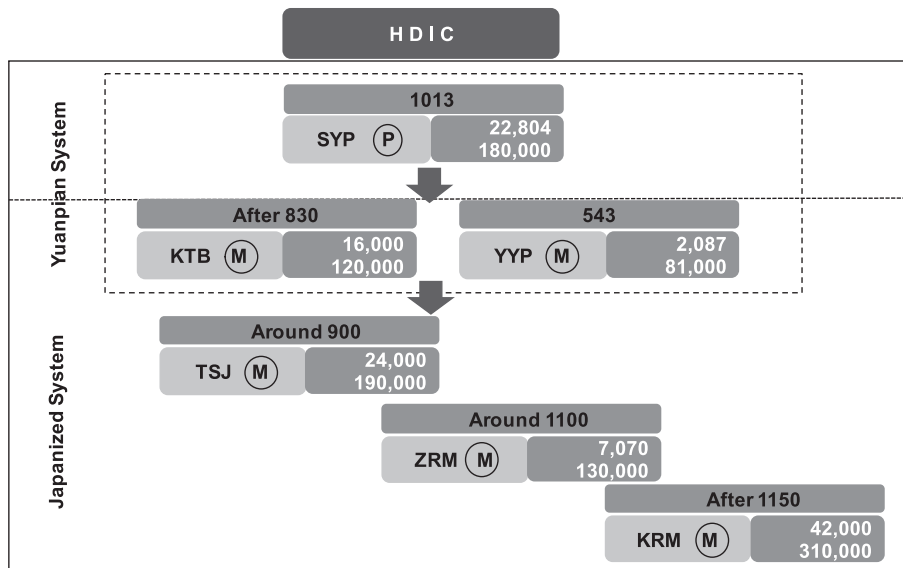 HDIC
Yuanpian System
1013
SYP P 22,804
180,000
After 830
KTB M 16,000
120,000
543
YYP M 2,087
81,000
Japanized System
Around 900
TSJ M 24,000
190,000
Around 1100
ZRM M 7,070
130,000
After 1150
KRM M 42,000
310,000